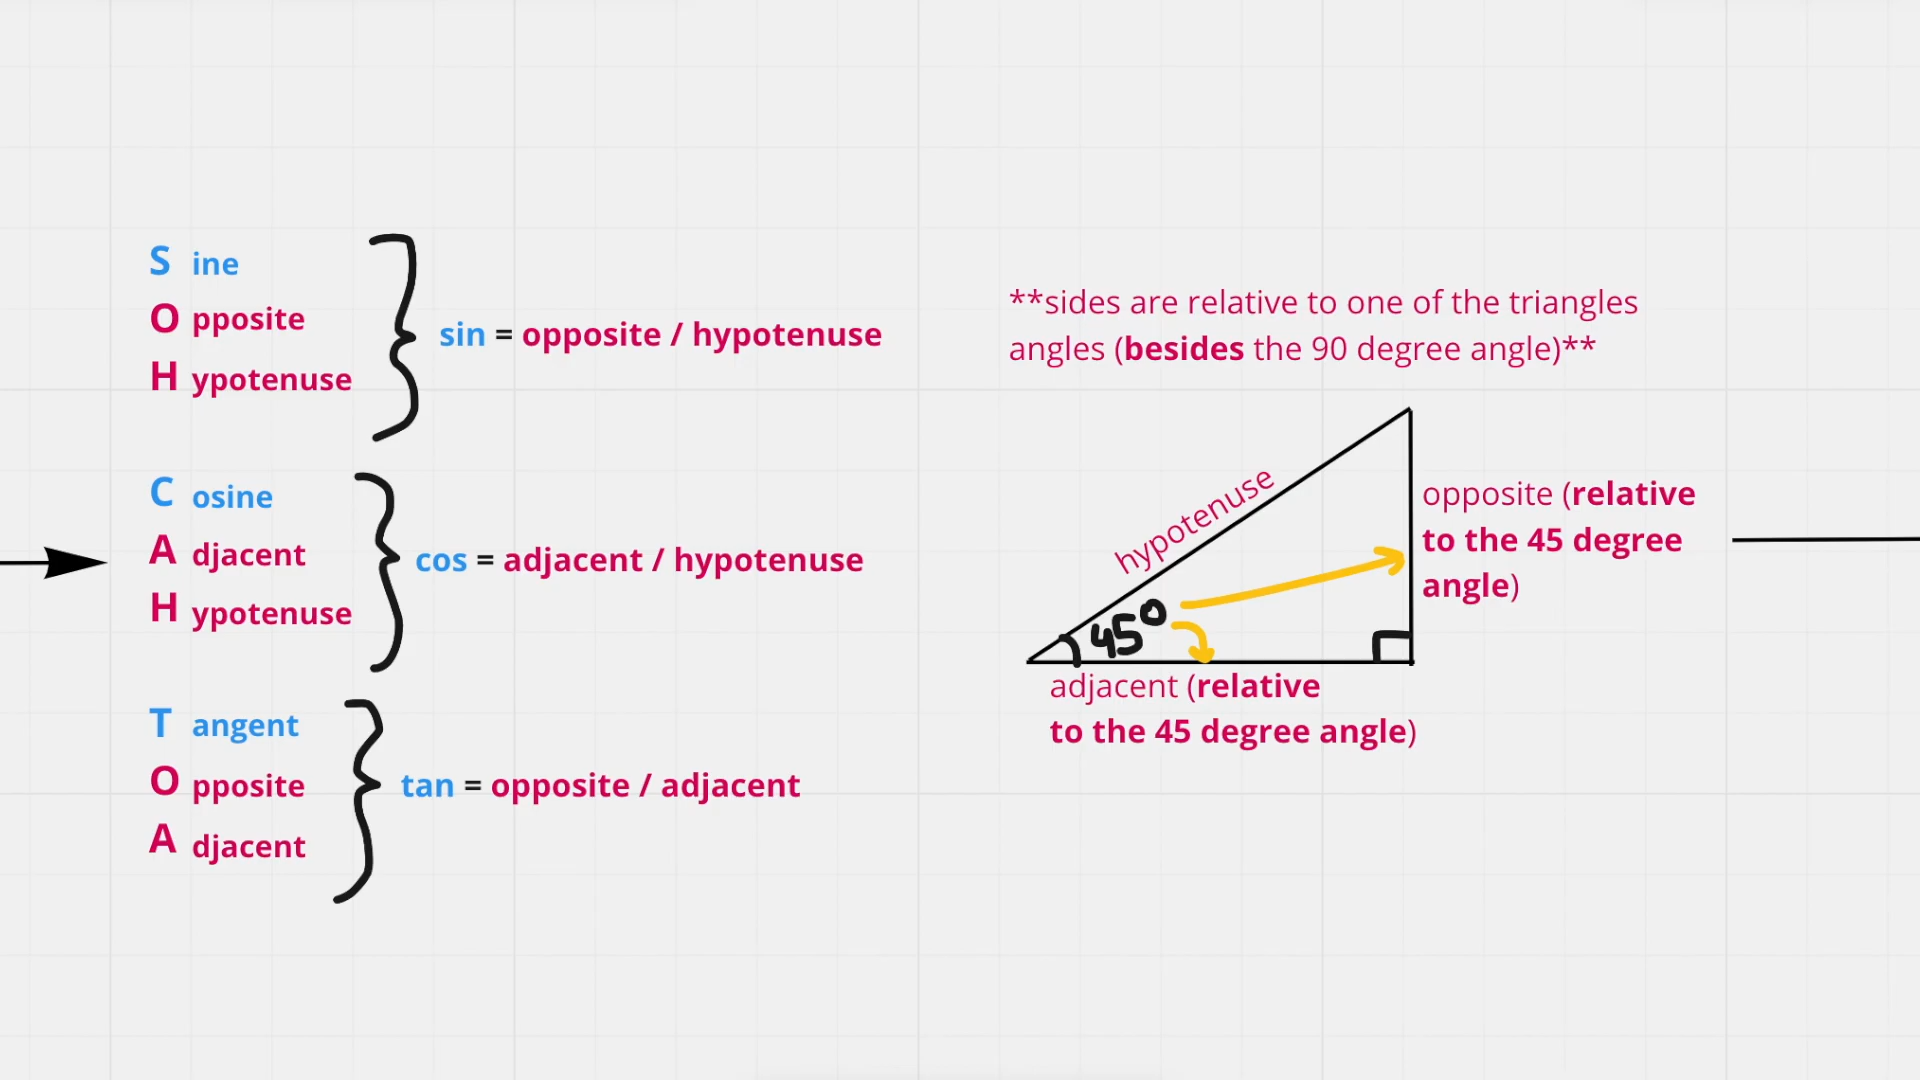 S ine
O pposite
H ypotenuse
sin = opposite / hypotenuse
C osine
A djacent
H ypotenuse
cos = adjacent / hypotenuse
T angent
O pposite
A djacent
tan = opposite / adjacent
**sides are relative to one of the triangles
angles (besides the 90 degree angle)**
hypotenuse
45°
opposite (relative
to the 45 degree
angle)
adjacent (relative
to the 45 degree angle)